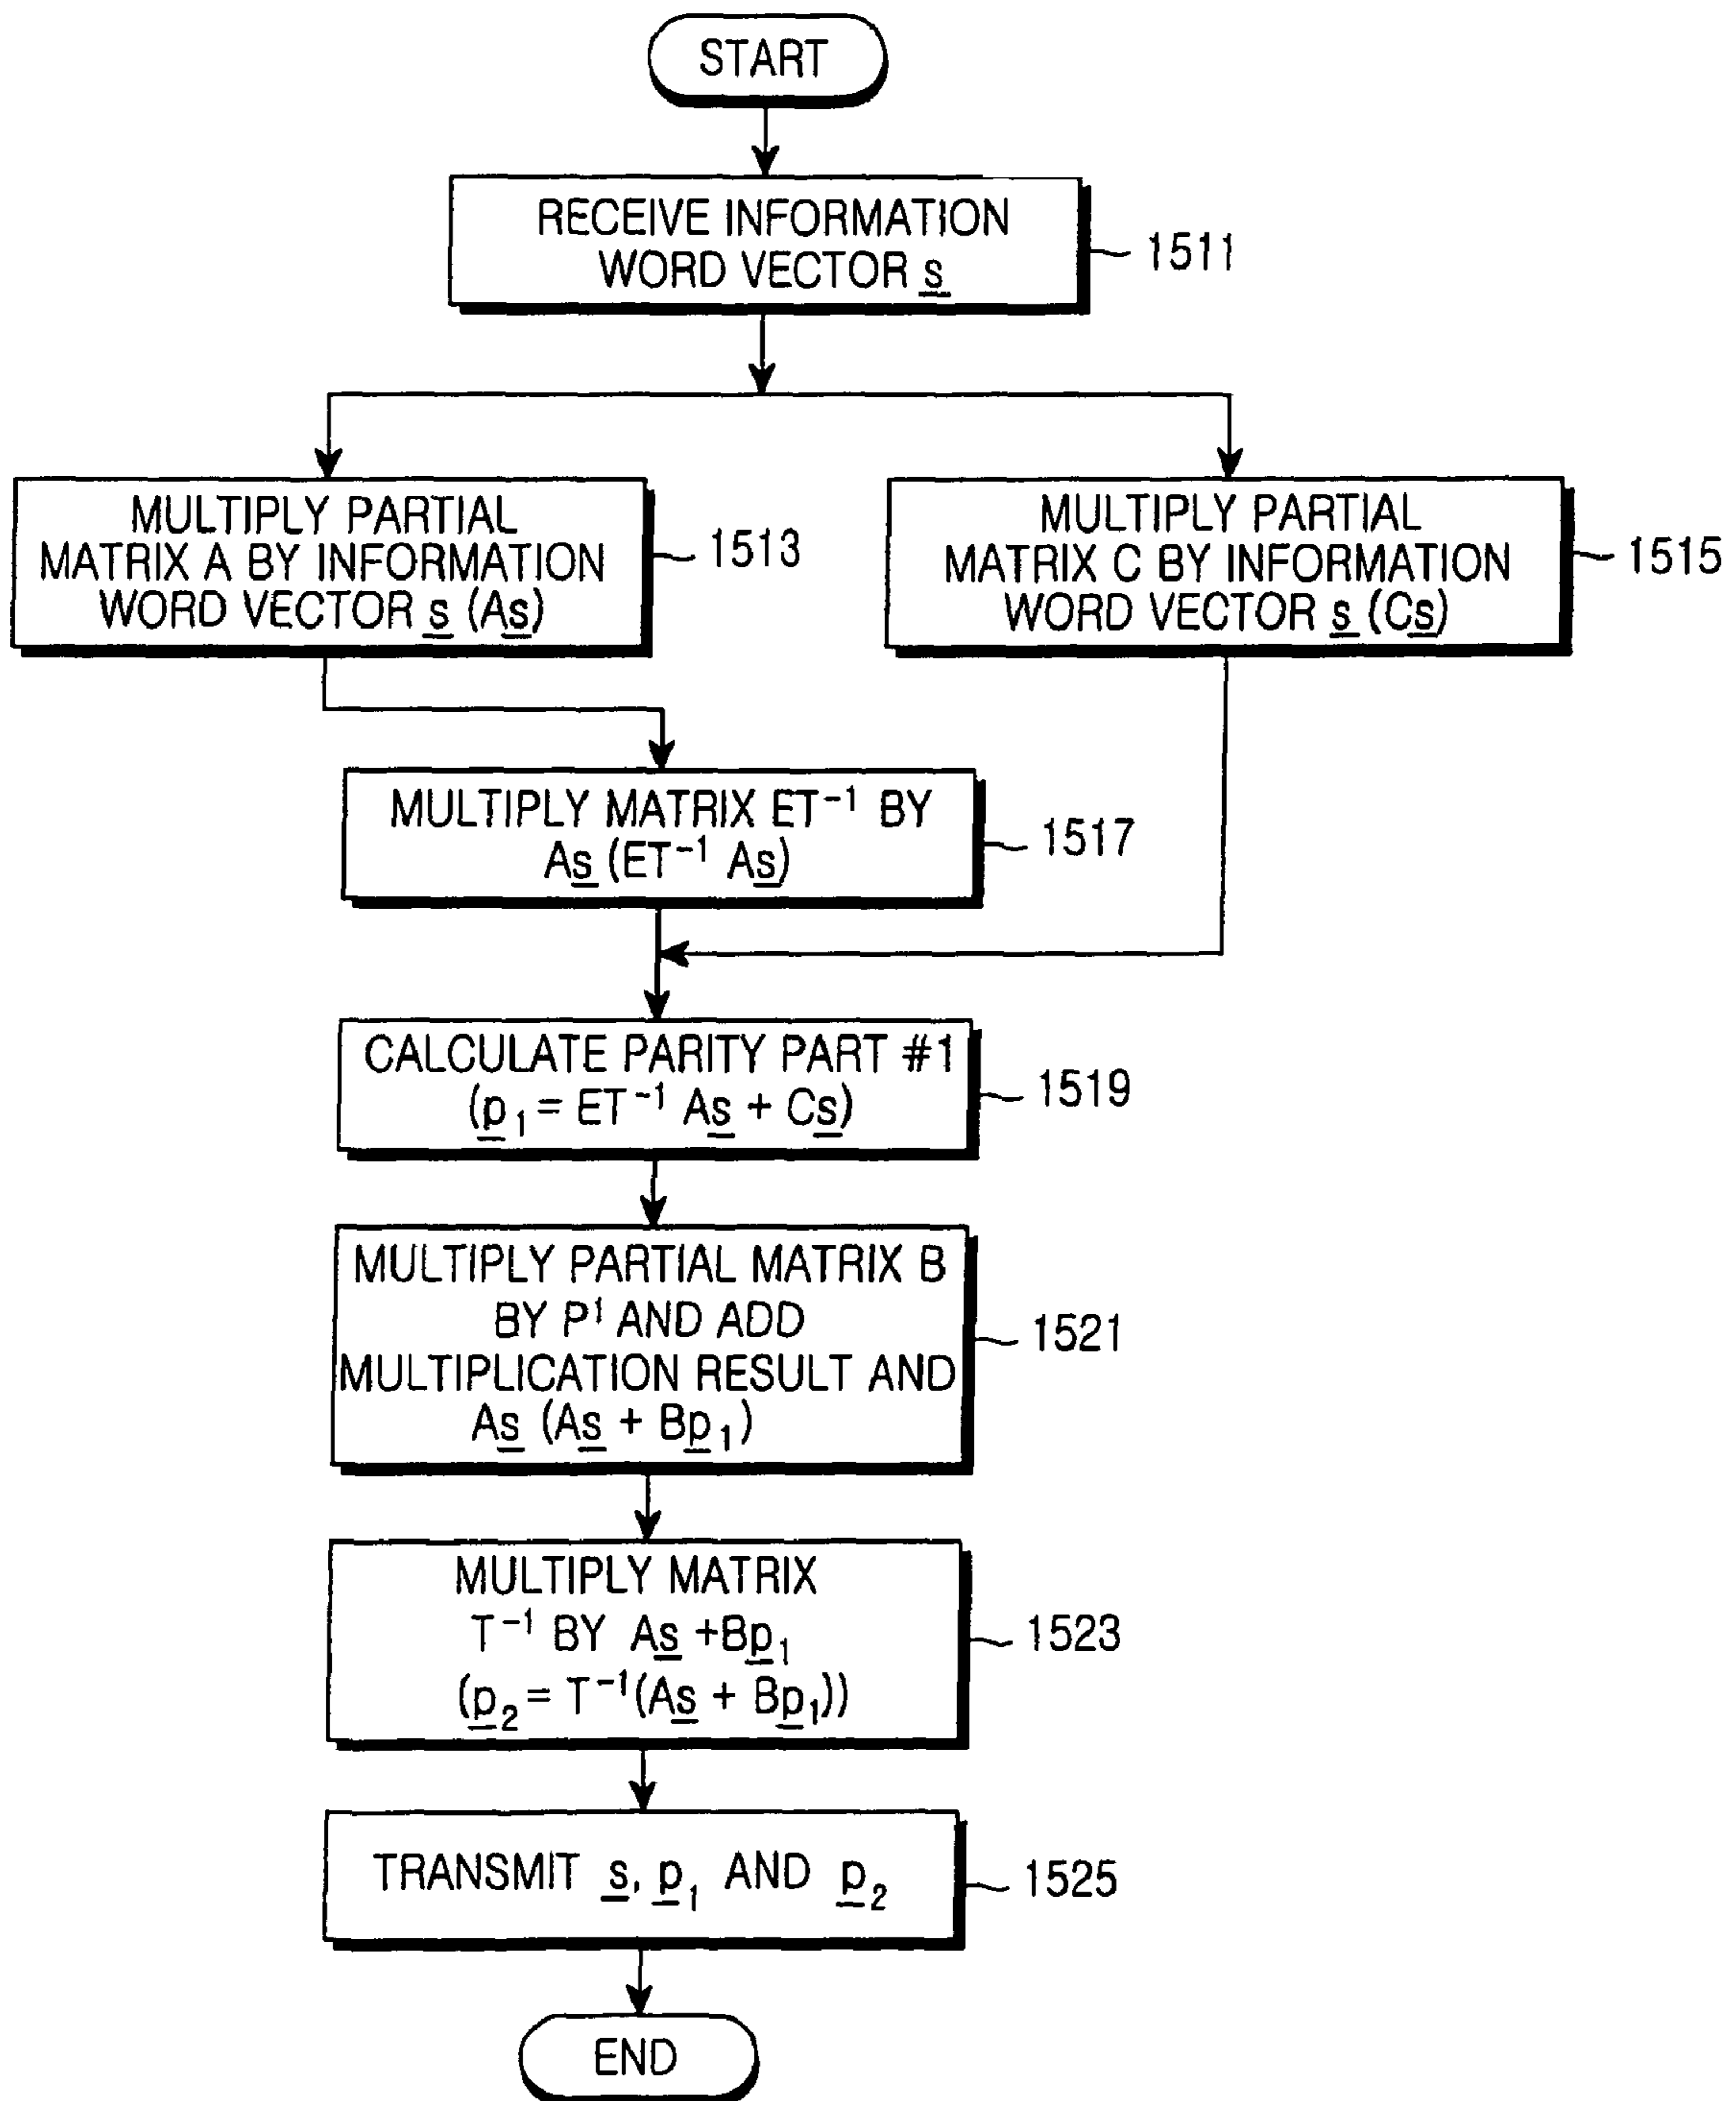 START
RECEIVE INFORMATION
WORD VECTOR s
1511
MULTIPLY PARTIAL
MATRIX A BY INFORMATION
WORD VECTOR s (As)
1513
MULTIPLY PARTIAL
MATRIX C BY INFORMATION
WORD VECTOR s (Cs)
1515
MULTIPLY MATRIX ET⁻¹ BY
As (ET⁻¹ As)
1517
CALCULATE PARITY PART #1
(p₁ = ET⁻¹ As + Cs)
1519
MULTIPLY PARTIAL MATRIX B
BY P¹ AND ADD
MULTIPLICATION RESULT AND
As (As + Bp₁)
1521
MULTIPLY MATRIX
T⁻¹ BY As +Bp₁
(p₂ = T⁻¹(As + Bp₁))
1523
TRANSMIT s, p₁ AND p₂
1525
END